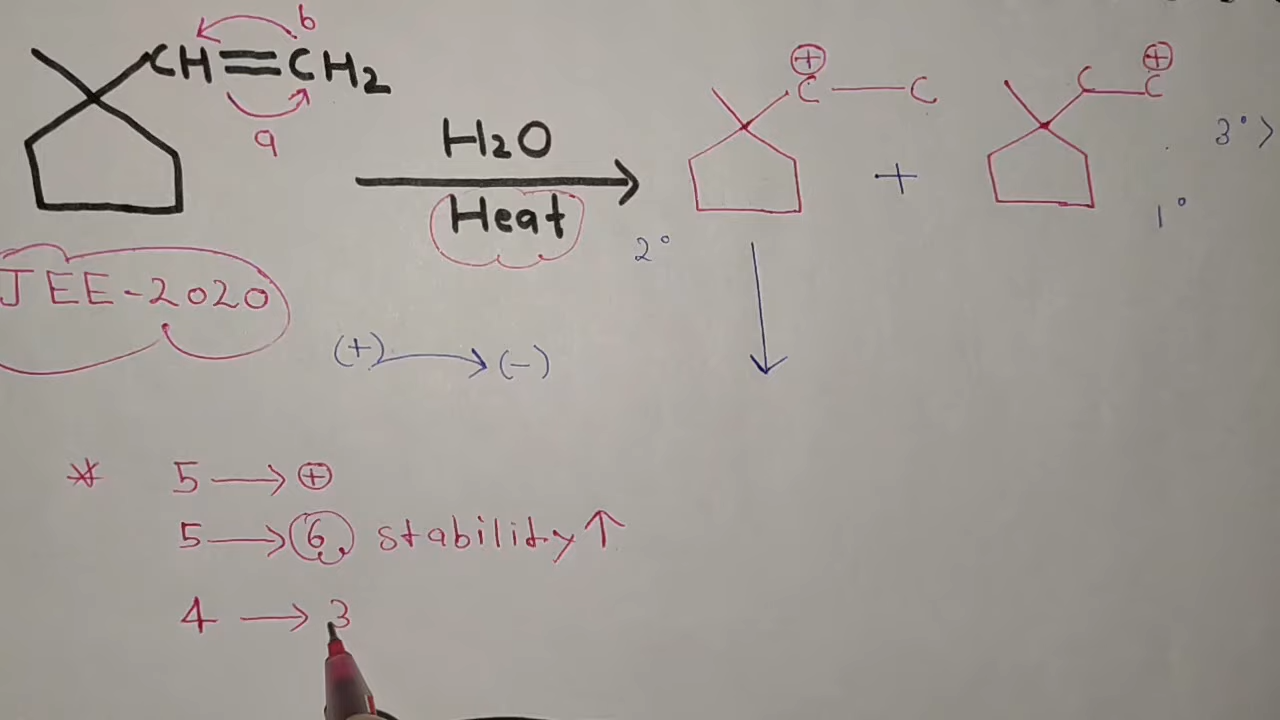 b
CH=CH2
a
H2O
Heat
⊕
C — C
+
⊕
C C
3° >
1°
2°
JEE-2020
(+) → (-)
* 5 → ⊕
5 → 6 stability ↑
4 → 3